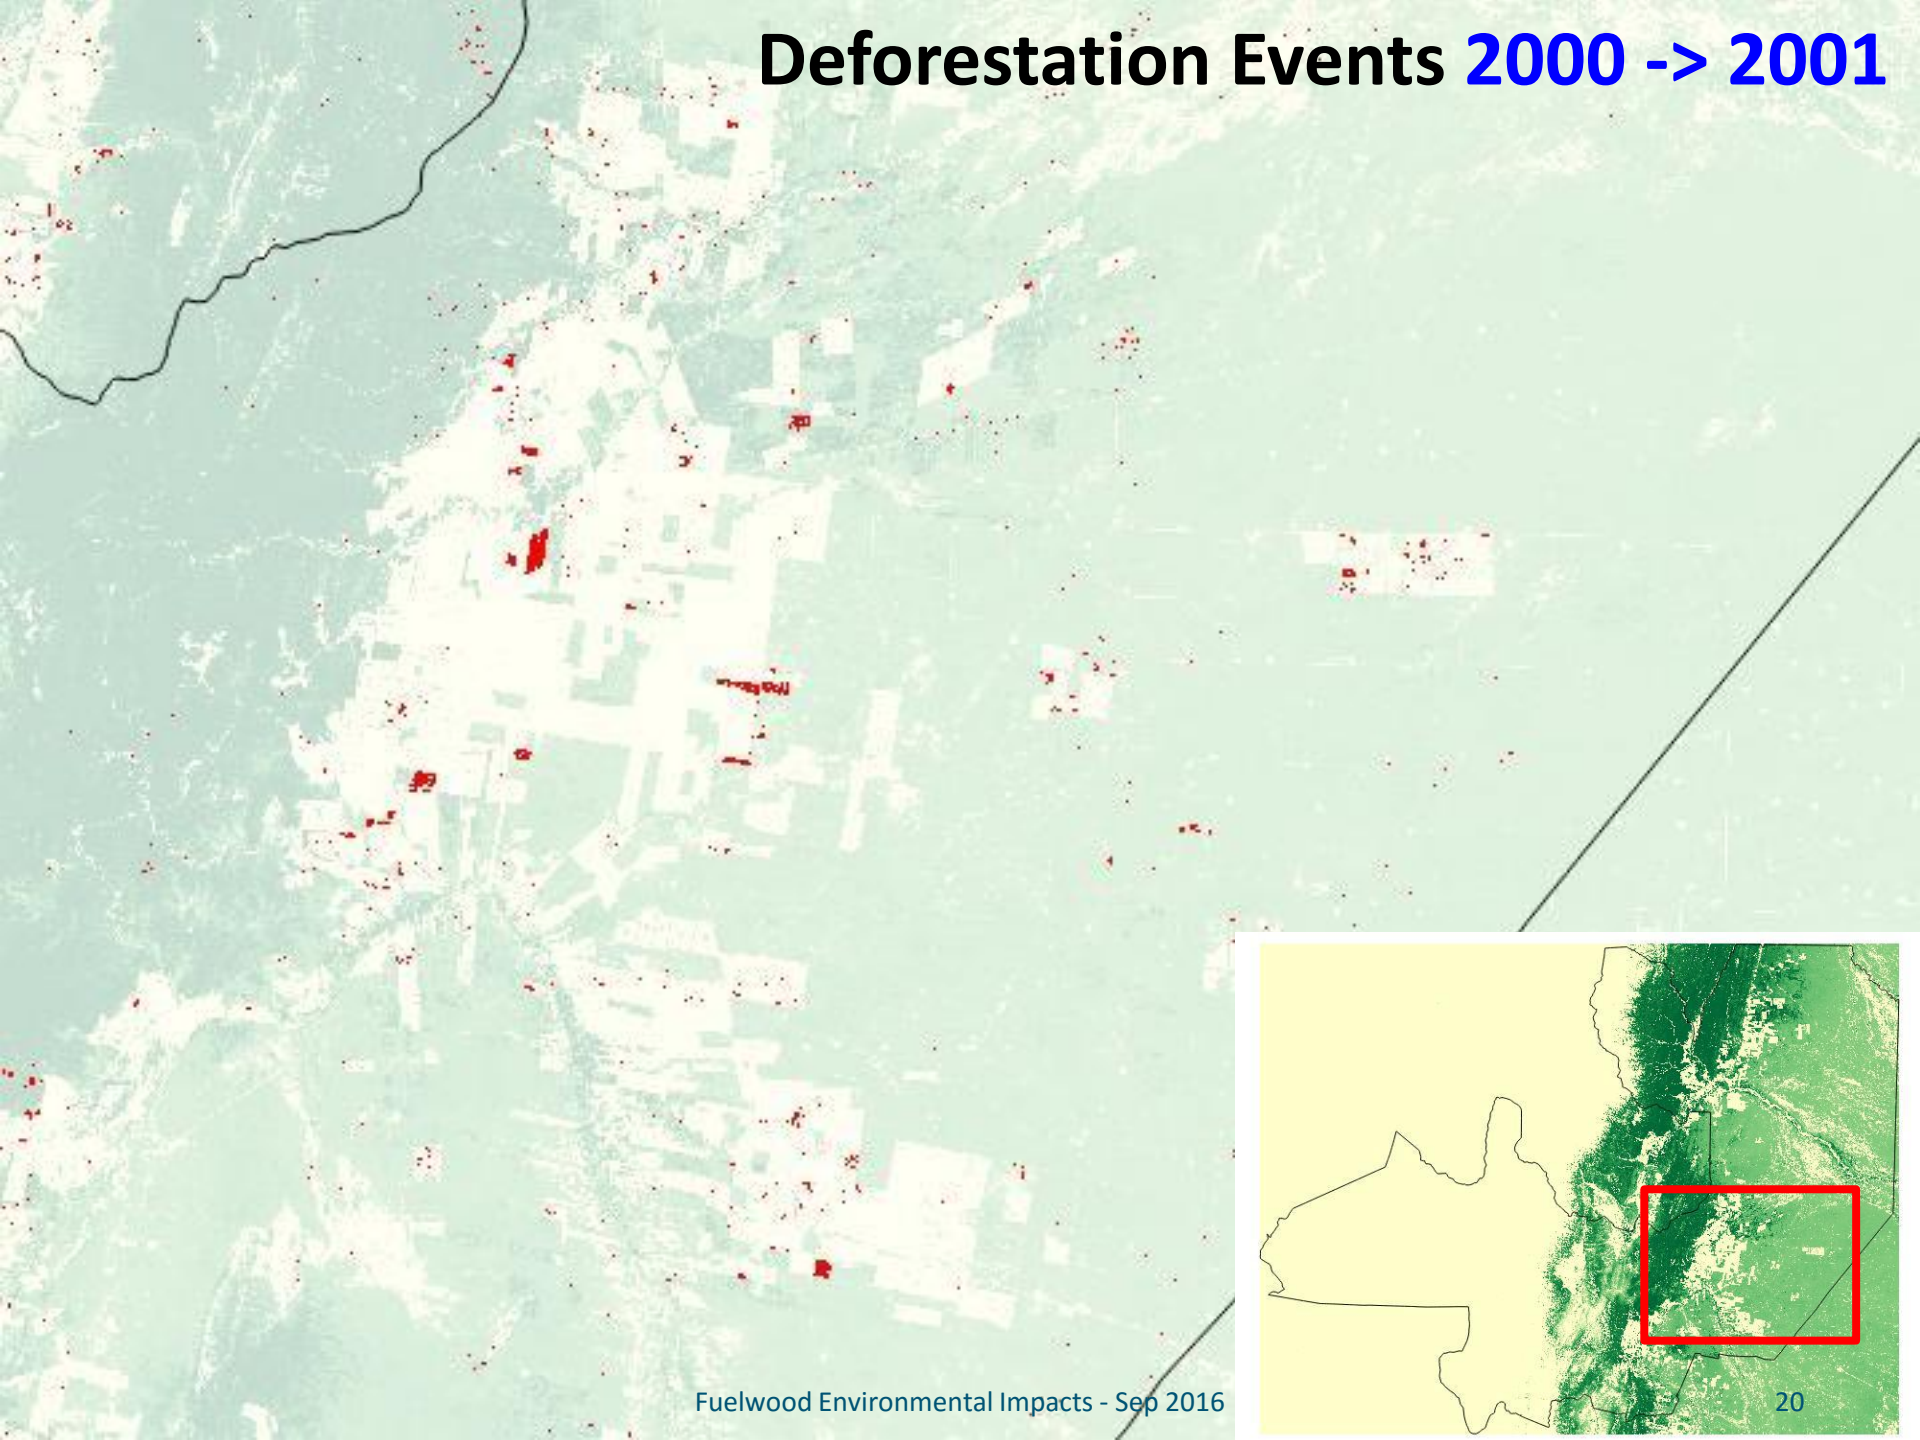 Deforestation Events 2000 -> 2001
Fuelwood Environmental Impacts - Sep 2016
20